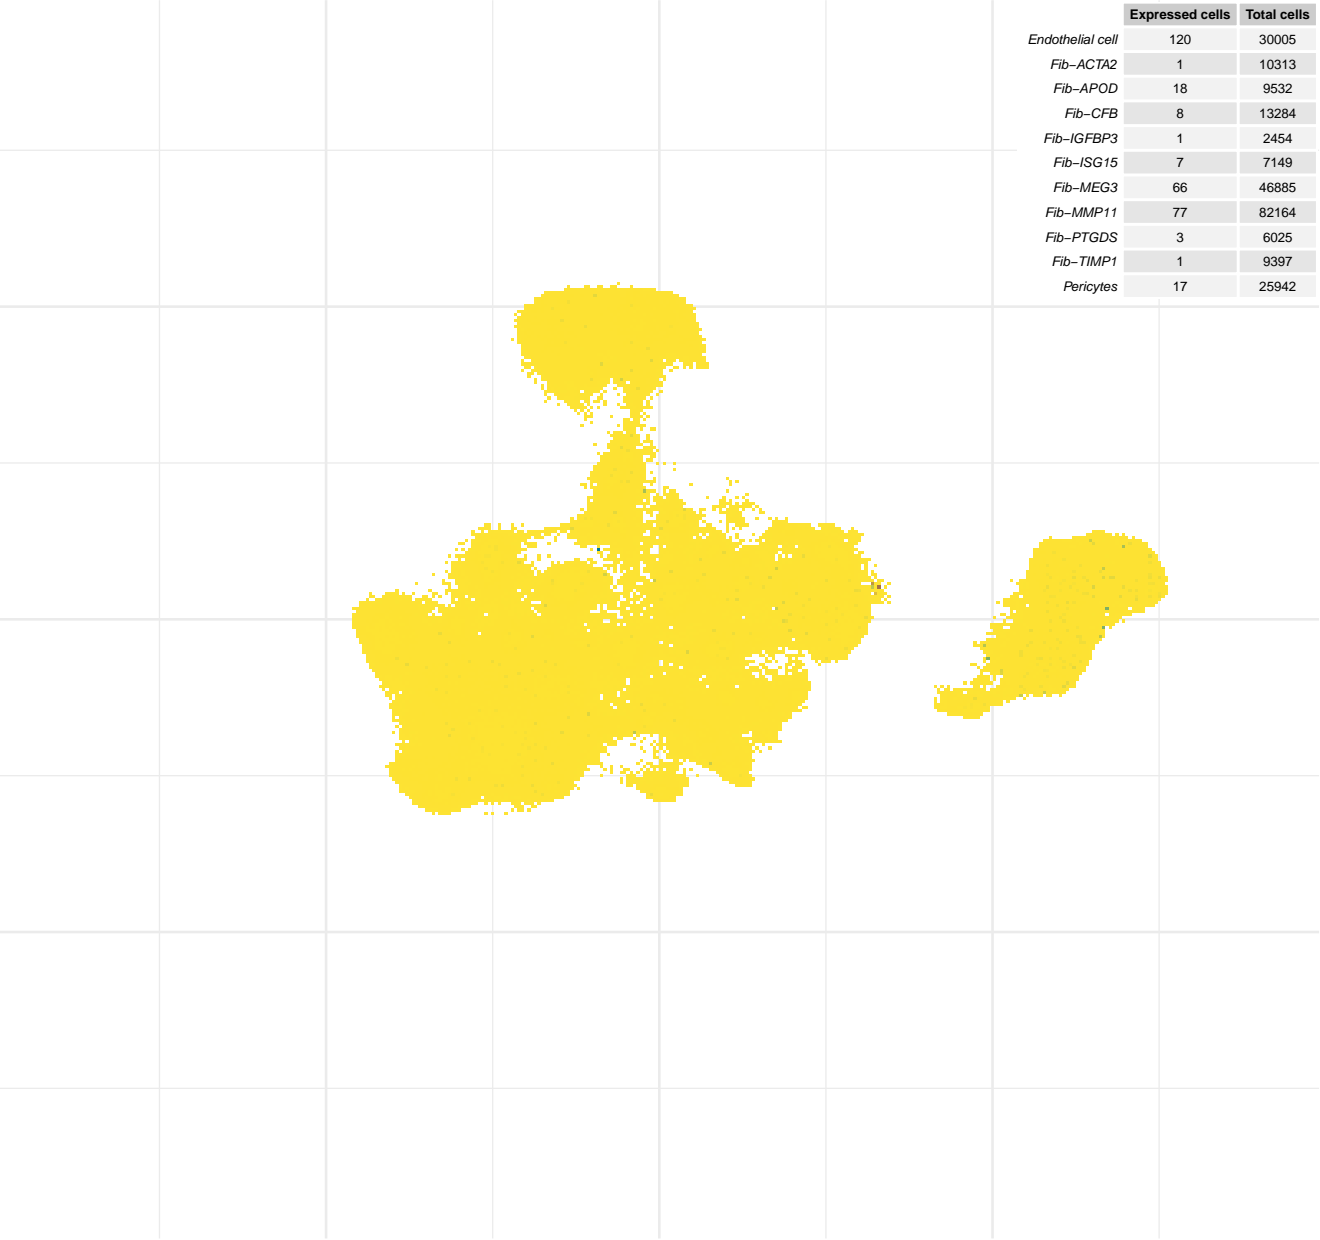 Expressed cells Total cells
Endothelial cell 120 30005
Fib−ACTA2 1 10313
Fib−APOD 18 9532
Fib−CFB 8 13284
Fib−IGFBP3 1 2454
Fib−ISG15 7 7149
Fib−MEG3 66 46885
Fib−MMP11 77 82164
Fib−PTGDS 3 6025
Fib−TIMP1 1 9397
Pericytes 17 25942